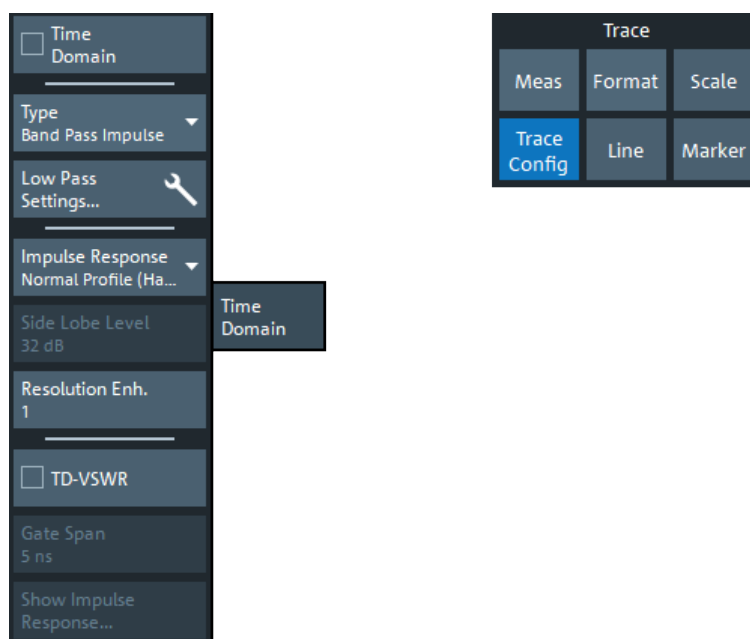 Time
Domain
Type
Band Pass Impulse
Low Pass
Settings...
Impulse Response
Normal Profile (Ha...
Side Lobe Level
32 dB
Resolution Enh.
1
TD-VSWR
Gate Span
5 ns
Show Impulse
Response...
Time
Domain
Trace
Meas
Format
Scale
Trace
Config
Line
Marker